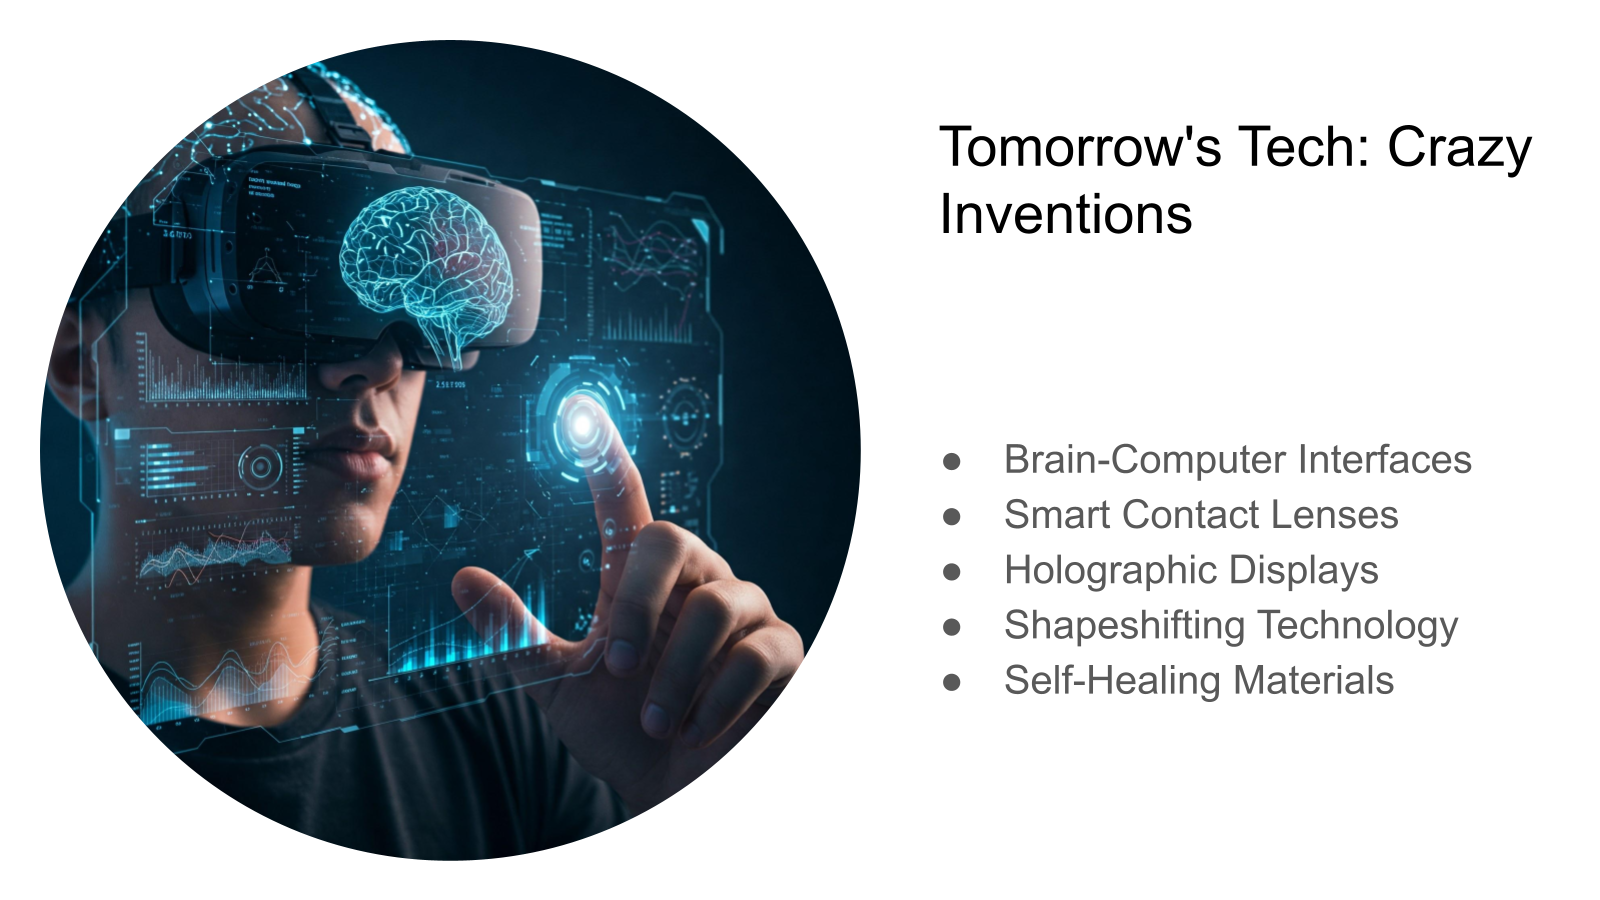 Tomorrow's Tech: Crazy
Inventions
● Brain-Computer Interfaces
● Smart Contact Lenses
● Holographic Displays
● Shapeshifting Technology
● Self-Healing Materials